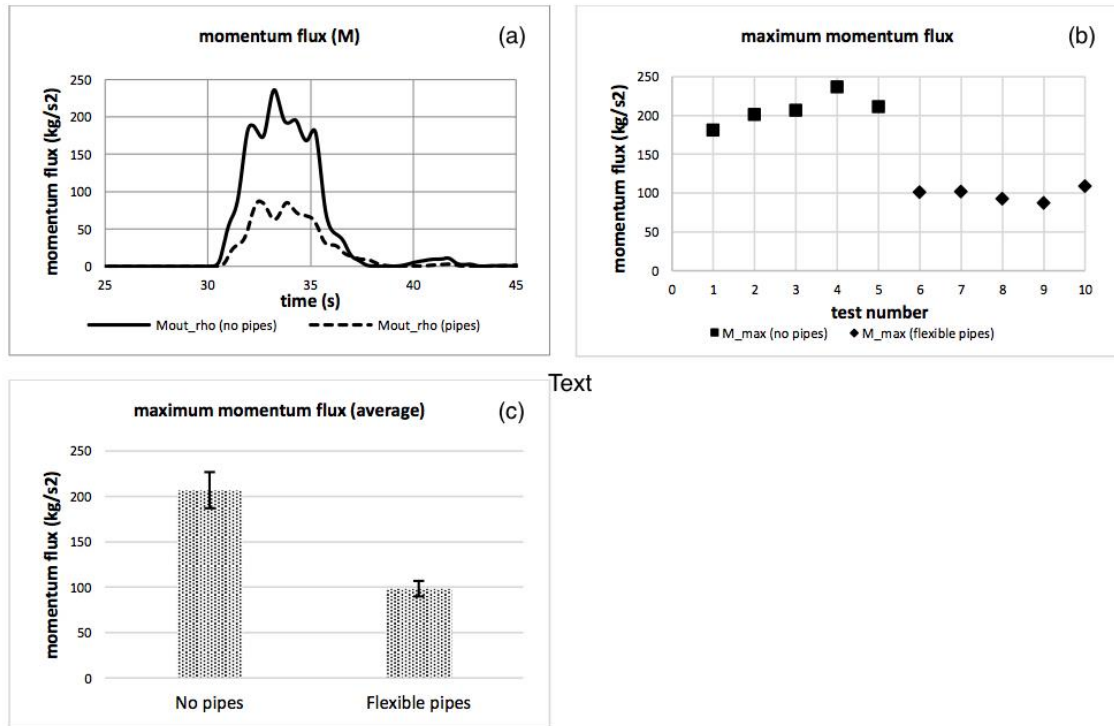 momentum flux (M)
(a)
momentum flux (kg/s2)
250
200
150
100
50
0
25 30 35 40 45
time (s)
Mout_rho (no pipes) Mout_rho (pipes)
maximum momentum flux
(b)
momentum flux (kg/s2)
250
200
150
100
50
0
0 1 2 3 4 5 6 7 8 9 10
test number
M_max (no pipes) M_max (flexible pipes)
Text
maximum momentum flux (average)
(c)
momentum flux (kg/s2)
250
200
150
100
50
0
No pipes Flexible pipes